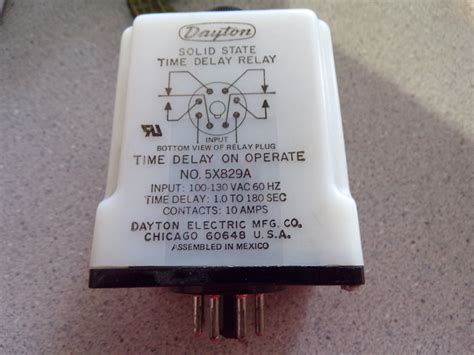 Dayton
SOLID STATE
TIME DELAY RELAY
INPUT
BOTTOM VIEW OF RELAY PLUG
TIME DELAY ON OPERATE
NO. 5X829A
INPUT: 100-130 VAC 60 HZ
TIME DELAY: 1.0 TO 180 SEC
CONTACTS: 10 AMPS
DAYTON ELECTRIC MFG. CO.
CHICAGO 60648 U.S.A.
ASSEMBLED IN MEXICO